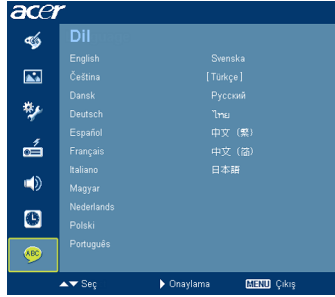 acer
Dil
English
Čeština
Dansk
Deutsch
Español
Français
Italiano
Magyar
Nederlands
Polski
Português
Svenska
[Türkçe]
Русский
ไทย
中文 (繁)
中文 (简)
日本語
ABC
▲▼ Seç ▶ Onaylama MENU Çıkış